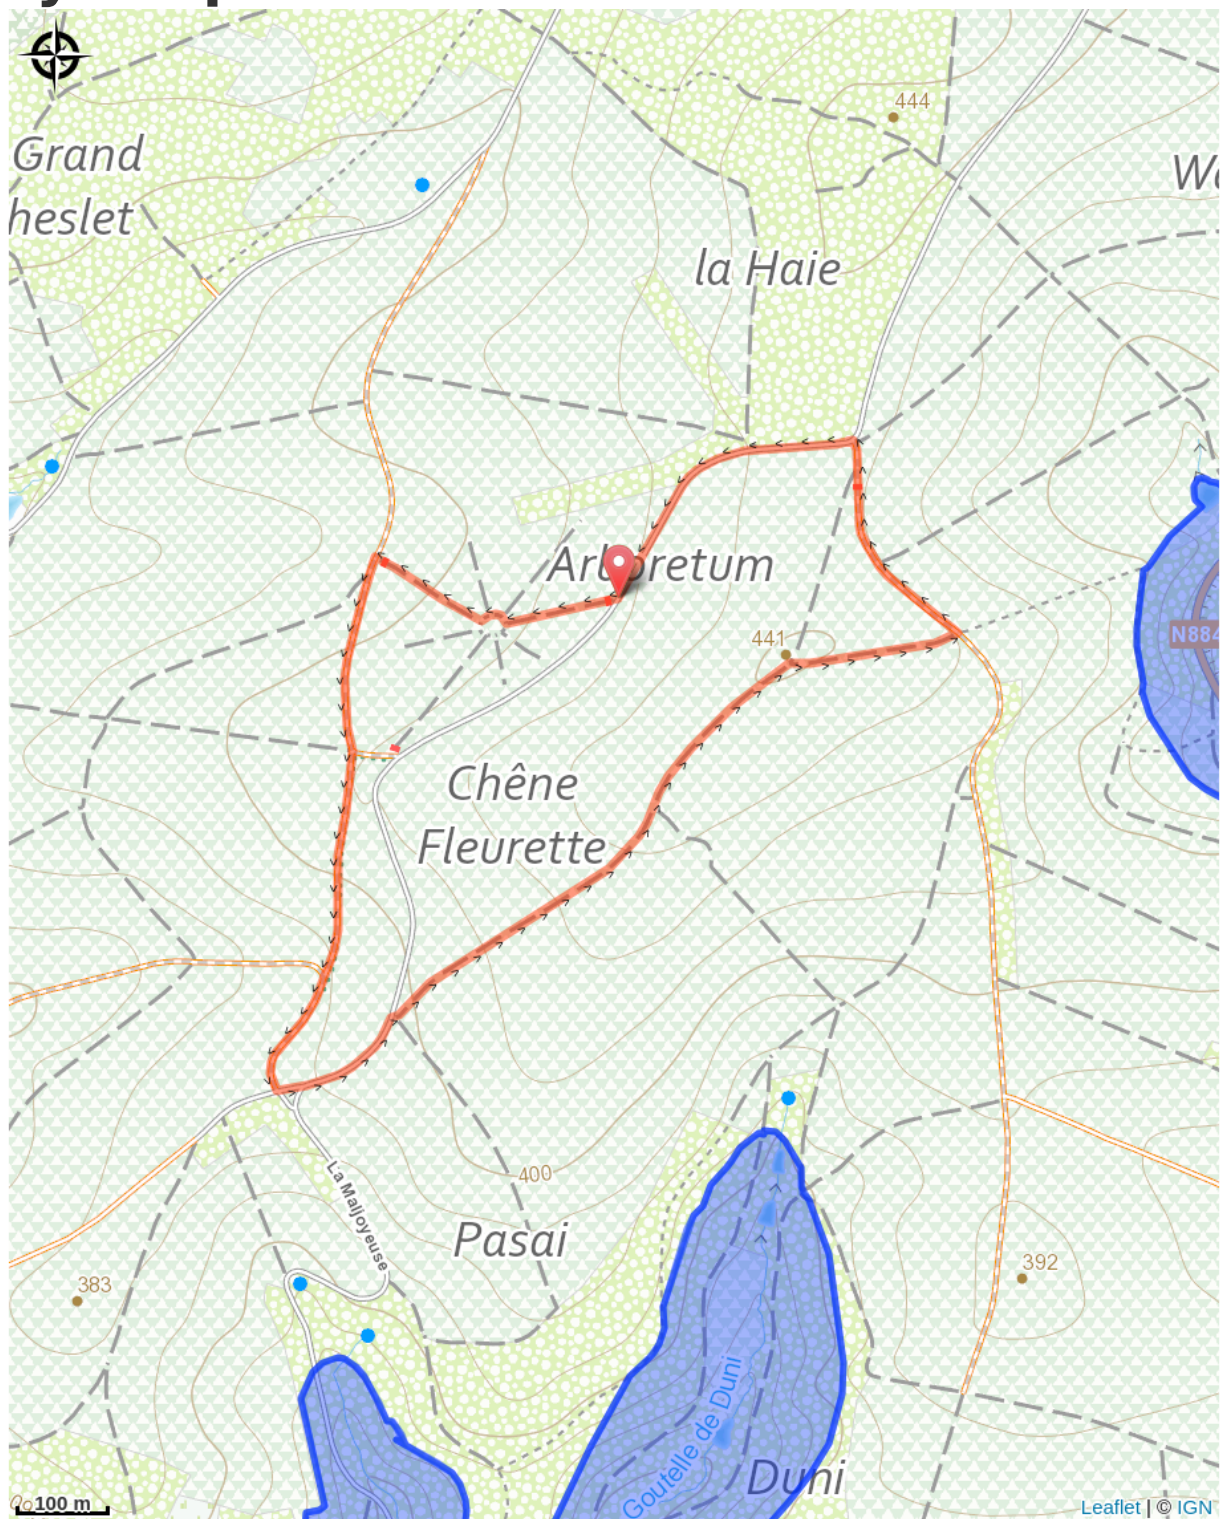 444
Grand
heslet
la Haie
Arboretum
N884
441
Chêne
Fleurette
400
La Maljoyeuse
Pasai
392
383
Goutelle de Duni
Duni
100 m
Leaflet | © IGN